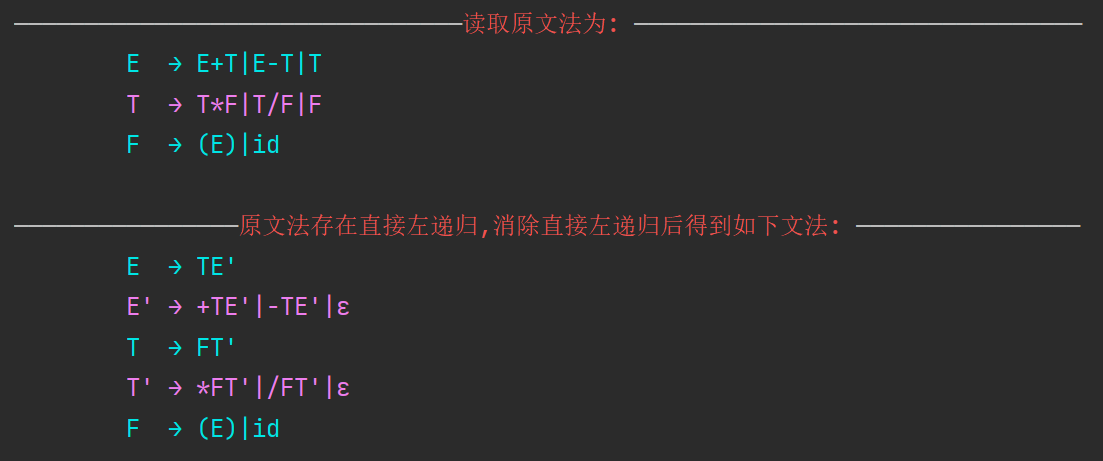 读取原文法为:
E → E+T|E-T|T
T → T*F|T/F|F
F → (E)|id
原文法存在直接左递归,消除直接左递归后得到如下文法:
E → TE'
E' → +TE'|-TE'|ε
T → FT'
T' → *FT'|/FT'|ε
F → (E)|id